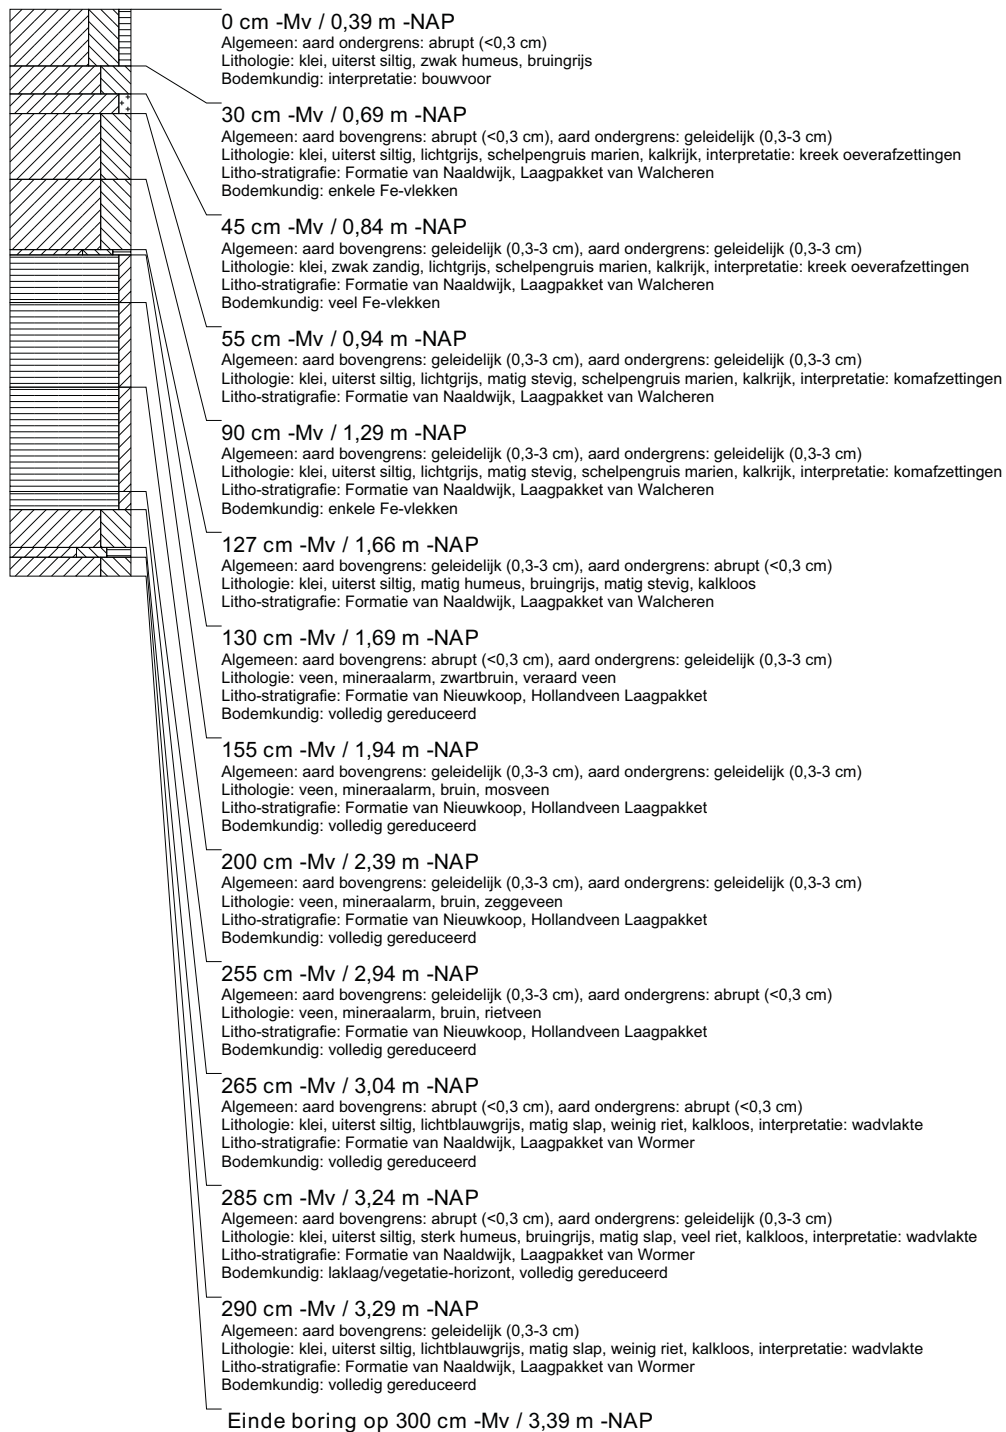 0 cm -Mv / 0,39 m -NAP
Algemeen: aard ondergrens: abrupt (<0,3 cm)
Lithologie: klei, uiterst siltig, zwak humeus, bruingrijs
Bodemkundig: interpretatie: bouwvoor
30 cm -Mv / 0,69 m -NAP
Algemeen: aard bovengrens: abrupt (<0,3 cm), aard ondergrens: geleidelijk (0,3-3 cm)
Lithologie: klei, uiterst siltig, lichtgrijs, schelpengruis marien, kalkrijk, interpretatie: kreek oeverafzettingen
Litho-stratigrafie: Formatie van Naaldwijk, Laagpakket van Walcheren
Bodemkundig: enkele Fe-vlekken
45 cm -Mv / 0,84 m -NAP
Algemeen: aard bovengrens: geleidelijk (0,3-3 cm), aard ondergrens: geleidelijk (0,3-3 cm)
Lithologie: klei, zwak zandig, lichtgrijs, schelpengruis marien, kalkrijk, interpretatie: kreek oeverafzettingen
Litho-stratigrafie: Formatie van Naaldwijk, Laagpakket van Walcheren
Bodemkundig: veel Fe-vlekken
55 cm -Mv / 0,94 m -NAP
Algemeen: aard bovengrens: geleidelijk (0,3-3 cm), aard ondergrens: geleidelijk (0,3-3 cm)
Lithologie: klei, uiterst siltig, lichtgrijs, matig stevig, schelpengruis marien, kalkrijk, interpretatie: komafzettingen
Litho-stratigrafie: Formatie van Naaldwijk, Laagpakket van Walcheren
90 cm -Mv / 1,29 m -NAP
Algemeen: aard bovengrens: geleidelijk (0,3-3 cm), aard ondergrens: geleidelijk (0,3-3 cm)
Lithologie: klei, uiterst siltig, lichtgrijs, matig stevig, schelpengruis marien, kalkrijk, interpretatie: komafzettingen
Litho-stratigrafie: Formatie van Naaldwijk, Laagpakket van Walcheren
Bodemkundig: enkele Fe-vlekken
127 cm -Mv / 1,66 m -NAP
Algemeen: aard bovengrens: geleidelijk (0,3-3 cm), aard ondergrens: abrupt (<0,3 cm)
Lithologie: klei, uiterst siltig, matig humeus, bruingrijs, matig stevig, kalkloos
Litho-stratigrafie: Formatie van Naaldwijk, Laagpakket van Walcheren
130 cm -Mv / 1,69 m -NAP
Algemeen: aard bovengrens: abrupt (<0,3 cm), aard ondergrens: geleidelijk (0,3-3 cm)
Lithologie: veen, mineraalarm, zwartbruin, veraard veen
Litho-stratigrafie: Formatie van Nieuwkoop, Hollandveen Laagpakket
Bodemkundig: volledig gereduceerd
155 cm -Mv / 1,94 m -NAP
Algemeen: aard bovengrens: geleidelijk (0,3-3 cm), aard ondergrens: geleidelijk (0,3-3 cm)
Lithologie: veen, mineraalarm, bruin, mosveen
Litho-stratigrafie: Formatie van Nieuwkoop, Hollandveen Laagpakket
Bodemkundig: volledig gereduceerd
200 cm -Mv / 2,39 m -NAP
Algemeen: aard bovengrens: geleidelijk (0,3-3 cm), aard ondergrens: geleidelijk (0,3-3 cm)
Lithologie: veen, mineraalarm, bruin, zeggeveen
Litho-stratigrafie: Formatie van Nieuwkoop, Hollandveen Laagpakket
Bodemkundig: volledig gereduceerd
255 cm -Mv / 2,94 m -NAP
Algemeen: aard bovengrens: geleidelijk (0,3-3 cm), aard ondergrens: abrupt (<0,3 cm)
Lithologie: veen, mineraalarm, bruin, rietveen
Litho-stratigrafie: Formatie van Nieuwkoop, Hollandveen Laagpakket
Bodemkundig: volledig gereduceerd
265 cm -Mv / 3,04 m -NAP
Algemeen: aard bovengrens: abrupt (<0,3 cm), aard ondergrens: abrupt (<0,3 cm)
Lithologie: klei, uiterst siltig, lichtblauwgrijs, matig slap, weinig riet, kalkloos, interpretatie: wadvlakte
Litho-stratigrafie: Formatie van Naaldwijk, Laagpakket van Wormer
Bodemkundig: volledig gereduceerd
285 cm -Mv / 3,24 m -NAP
Algemeen: aard bovengrens: abrupt (<0,3 cm), aard ondergrens: geleidelijk (0,3-3 cm)
Lithologie: klei, uiterst siltig, sterk humeus, bruingrijs, matig slap, veel riet, kalkloos, interpretatie: wadvlakte
Litho-stratigrafie: Formatie van Naaldwijk, Laagpakket van Wormer
Bodemkundig: laklaag/vegetatie-horizont, volledig gereduceerd
290 cm -Mv / 3,29 m -NAP
Algemeen: aard bovengrens: geleidelijk (0,3-3 cm)
Lithologie: klei, uiterst siltig, lichtblauwgrijs, matig slap, weinig riet, kalkloos, interpretatie: wadvlakte
Litho-stratigrafie: Formatie van Naaldwijk, Laagpakket van Wormer
Bodemkundig: volledig gereduceerd
Einde boring op 300 cm -Mv / 3,39 m -NAP